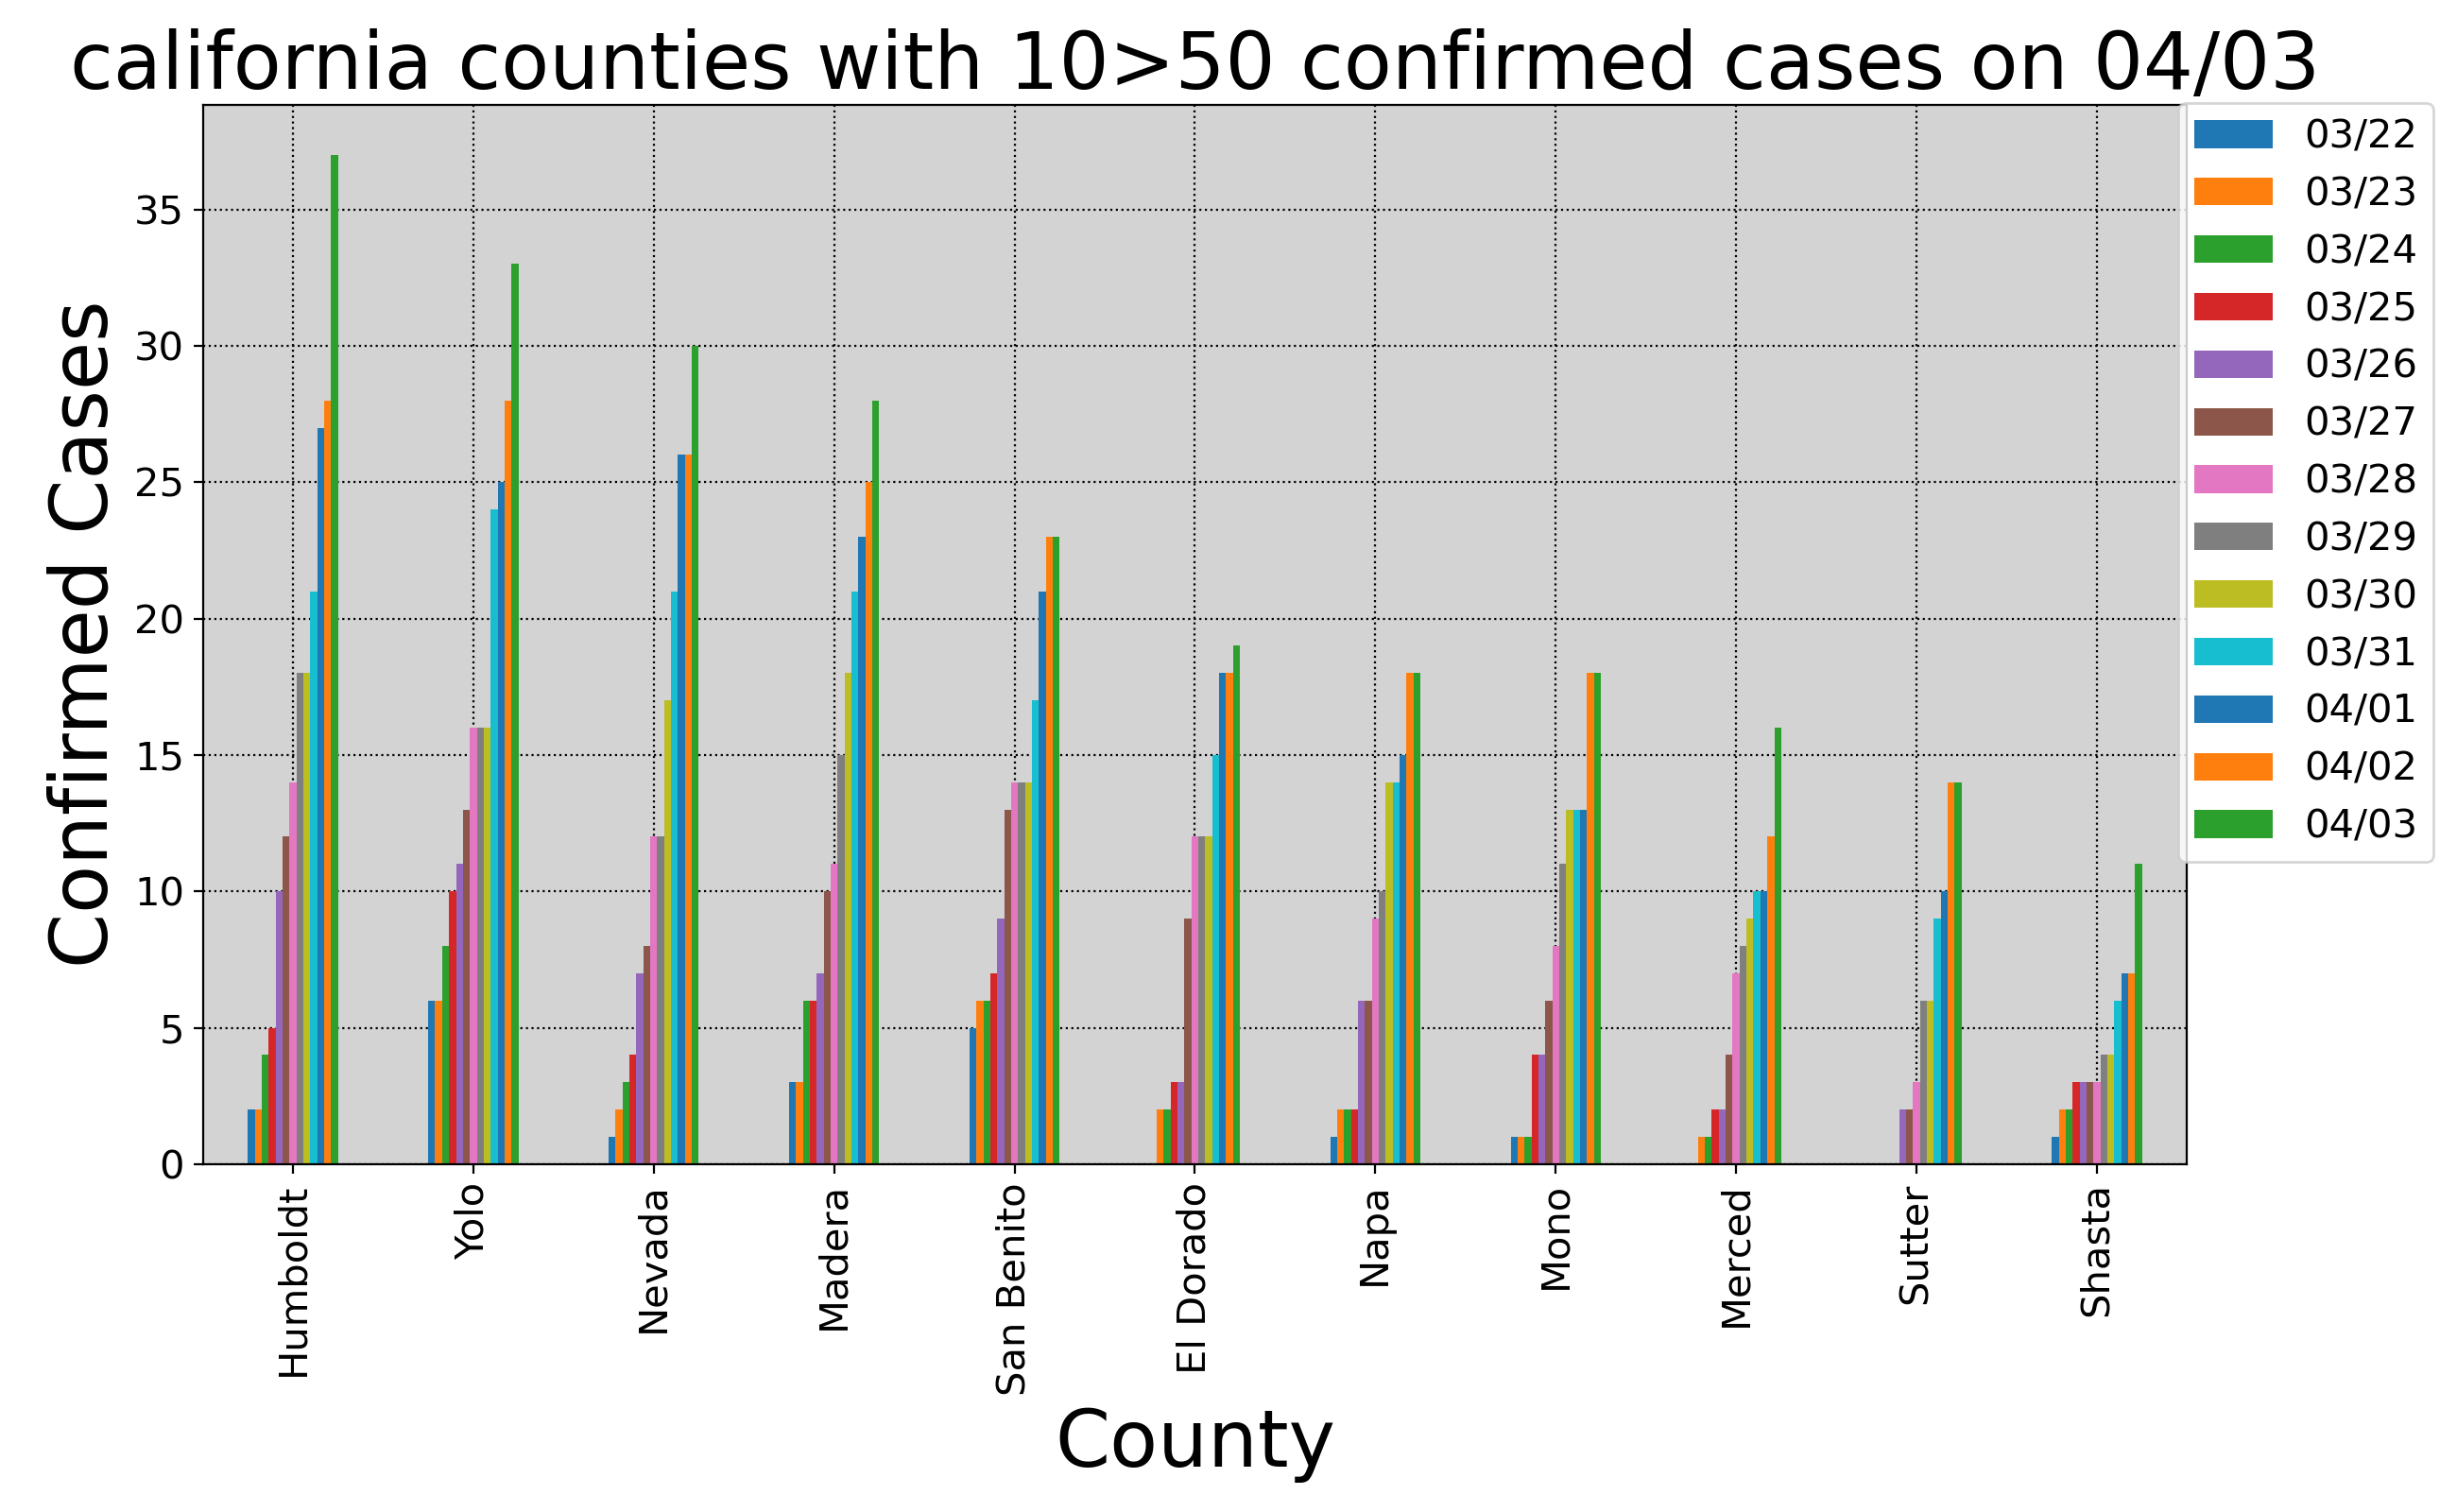 california counties with 10>50 confirmed cases on 04/03
Confirmed Cases
35
30
25
20
15
10
5
0
03/22
03/23
03/24
03/25
03/26
03/27
03/28
03/29
03/30
03/31
04/01
04/02
04/03
Humboldt
Yolo
Nevada
Madera
San Benito
El Dorado
Napa
Mono
Merced
Sutter
Shasta
County